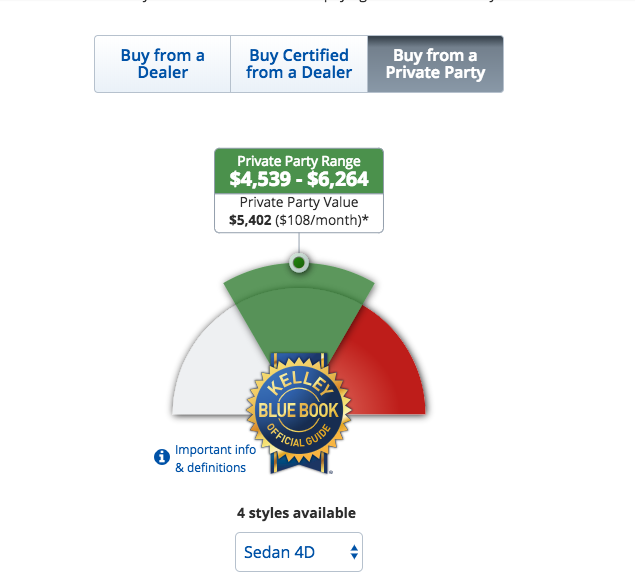 Buy from a
Dealer
Buy Certified
from a Dealer
Buy from a
Private Party
Private Party Range
$4,539 - $6,264
Private Party Value
$5,402 ($108/month)*
KELLEY
BLUE BOOK
OFFICIAL GUIDE
Important info
& definitions
4 styles available
Sedan 4D